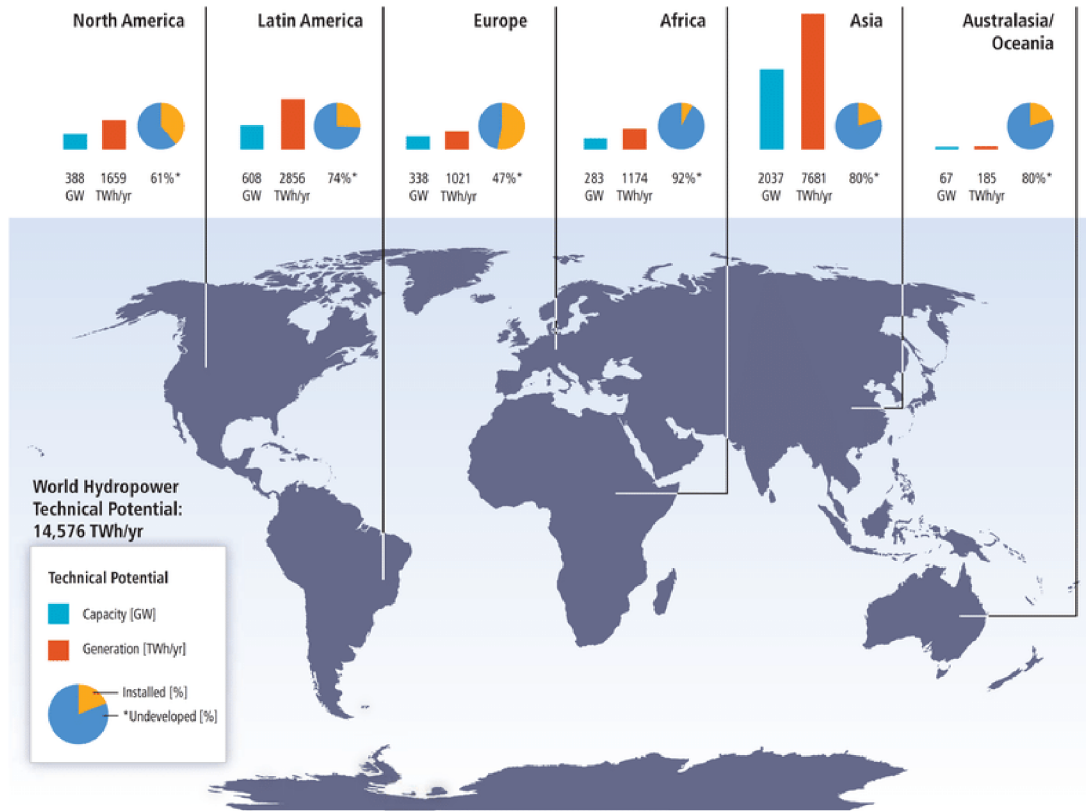 North America
Latin America
Europe
Africa
Asia
Australasia/
Oceania
388
GW
1659
TWh/yr
61%*
608
GW
2856
TWh/yr
74%*
338
GW
1021
TWh/yr
47%*
283
GW
1174
TWh/yr
92%*
2037
GW
7681
TWh/yr
80%*
67
GW
185
TWh/yr
80%*
World Hydropower
Technical Potential:
14,576 TWh/yr
Technical Potential
Capacity [GW]
Generation [TWh/yr]
Installed [%]
*Undeveloped [%]